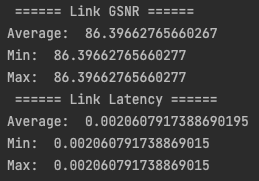 ====== Link GSNR ======
Average:  86.39662765660267
Min:  86.39662765660277
Max:  86.39662765660277
====== Link Latency ======
Average:  0.0020607917388690195
Min:  0.002060791738869015
Max:  0.002060791738869015